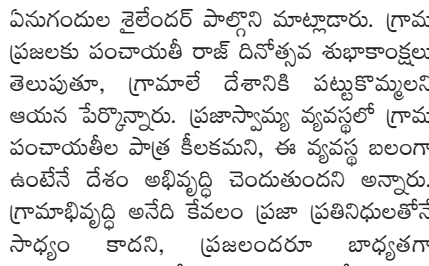 ఏనుగందుల శైలేందర్ పాల్గొని మాట్లాడారు. గ్రామ
ప్రజలకు పంచాయతీ రాజ్ దినోత్సవ శుభాకాంక్షలు
తెలుపుతూ, గ్రామాలే దేశానికి పట్టుకొమ్మలని
ఆయన పేర్కొన్నారు. ప్రజాస్వామ్య వ్యవస్థలో గ్రామ
పంచాయతీల పాత్ర కీలకమని, ఈ వ్యవస్థ బలంగా
ఉంటేనే దేశం అభివృద్ధి చెందుతుందని అన్నారు.
గ్రామాభివృద్ధి అనేది కేవలం ప్రజా ప్రతినిధులతోనే
సాధ్యం కాదని, ప్రజలందరూ బాధ్యతగా